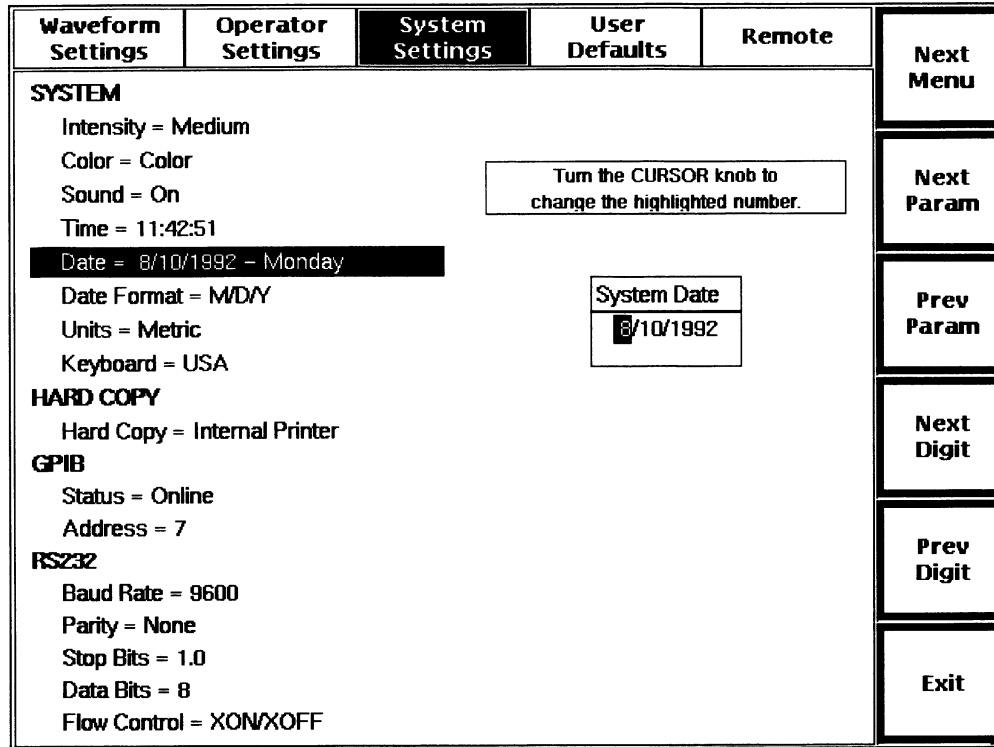 Waveform Settings
Operator Settings
System Settings
User Defaults
Remote
SYSTEM
Intensity = Medium
Color = Color
Sound = On
Time = 11:42:51
Date = 8/10/1992 – Monday
Date Format = M/D/Y
Units = Metric
Keyboard = USA
HARD COPY
Hard Copy = Internal Printer
GPIB
Status = Online
Address = 7
RS232
Baud Rate = 9600
Parity = None
Stop Bits = 1.0
Data Bits = 8
Flow Control = XON/XOFF
Turn the CURSOR knob to
change the highlighted number.
System Date
8/10/1992
Next
Menu
Next
Param
Prev
Param
Next
Digit
Prev
Digit
Exit